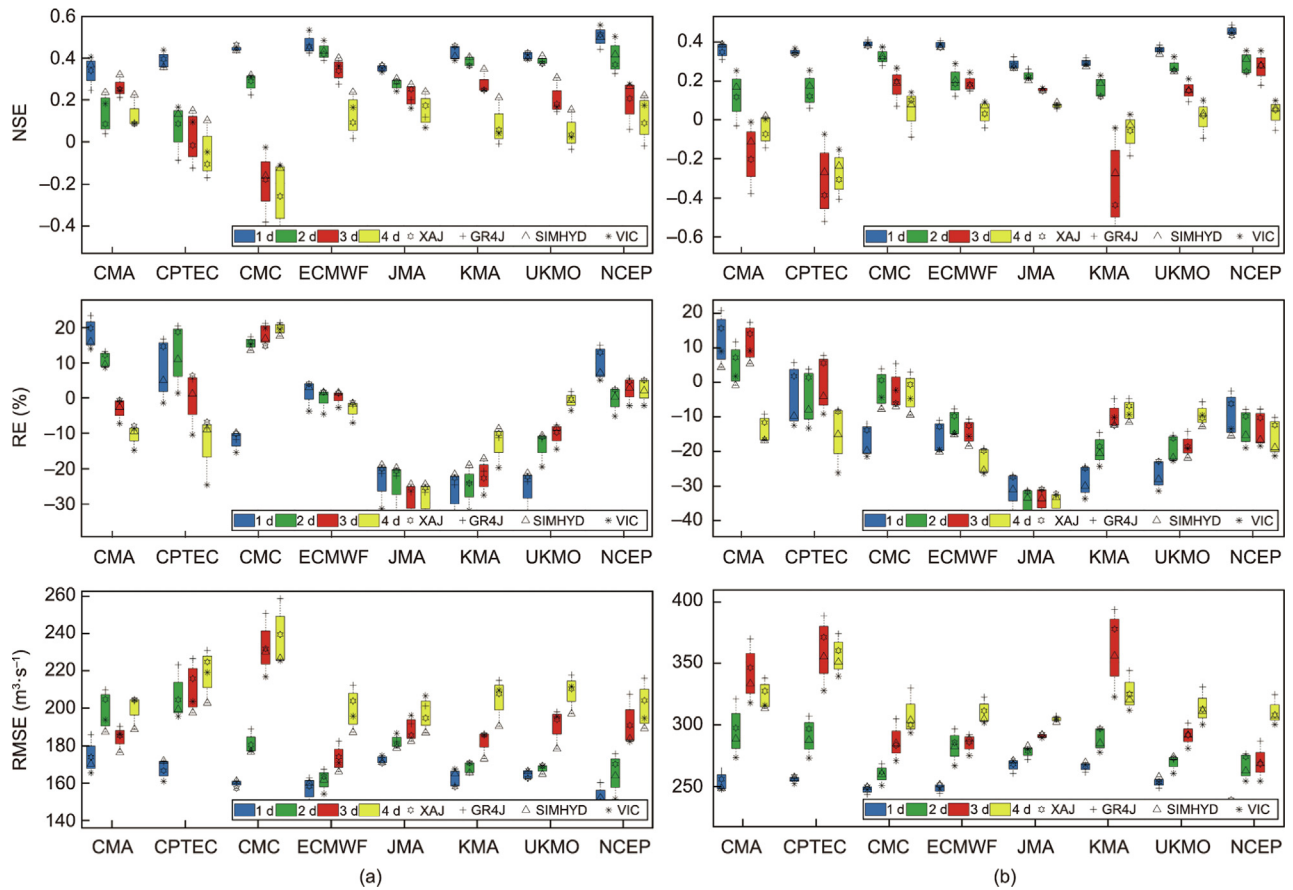 0.6
0.4
0.2
0
–0.2
–0.4
NSE
1 d 2 d 3 d 4 d XAJ GR4J SIMHYD VIC
CMA CPTEC CMC ECMWF JMA KMA UKMO NCEP
0.4
0.2
0
–0.2
–0.4
–0.6
1 d 2 d 3 d 4 d XAJ GR4J SIMHYD VIC
CMA CPTEC CMC ECMWF JMA KMA UKMO NCEP
20
10
0
–10
–20
–30
RE (%)
1 d 2 d 3 d 4 d XAJ GR4J SIMHYD VIC
CMA CPTEC CMC ECMWF JMA KMA UKMO NCEP
20
10
0
–10
–20
–30
–40
1 d 2 d 3 d 4 d XAJ GR4J SIMHYD VIC
CMA CPTEC CMC ECMWF JMA KMA UKMO NCEP
260
240
220
200
180
160
140
RMSE (m³·s⁻¹)
1 d 2 d 3 d 4 d XAJ GR4J SIMHYD VIC
CMA CPTEC CMC ECMWF JMA KMA UKMO NCEP
(a)
400
350
300
250
1 d 2 d 3 d 4 d XAJ GR4J SIMHYD VIC
CMA CPTEC CMC ECMWF JMA KMA UKMO NCEP
(b)